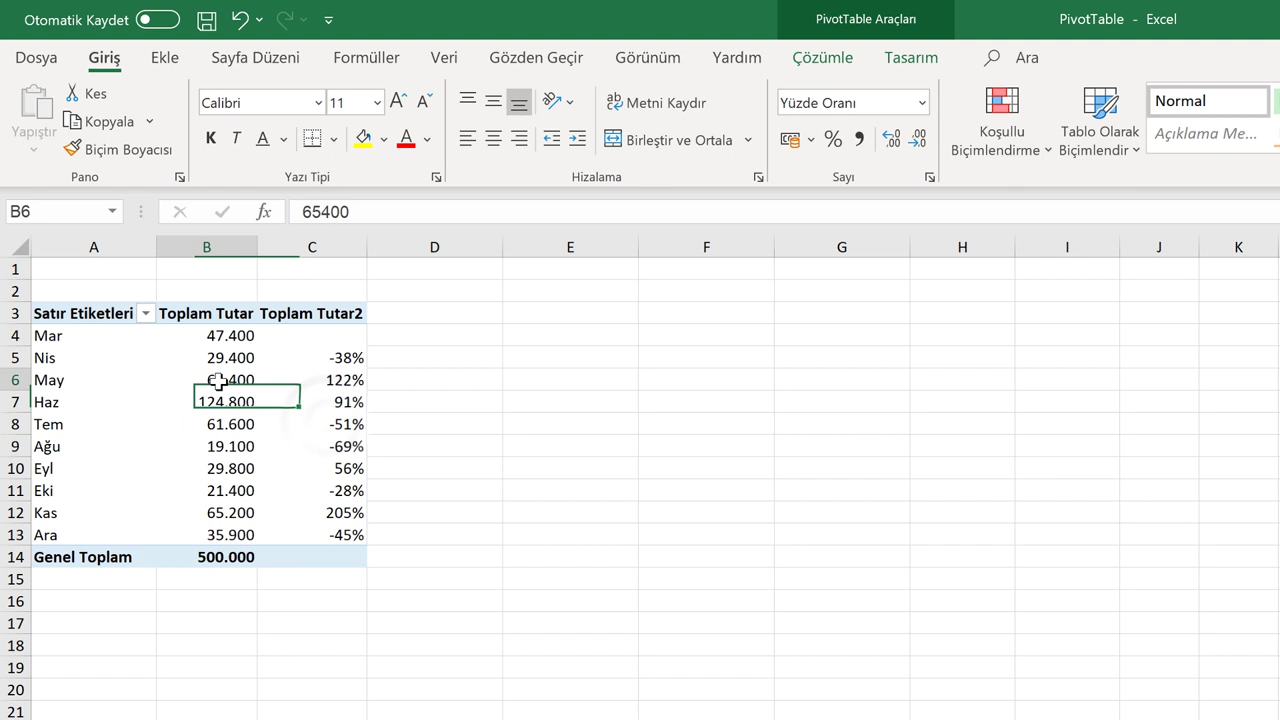 Otomatik Kaydet
PivotTable Araçları
PivotTable - Excel
Dosya Giriş Ekle Sayfa Düzeni Formüller Veri Gözden Geçir Görünüm Yardım Çözümle Tasarım Ara
Yapıştır
Kes
Kopyala
Biçim Boyacısı
Pano
Calibri 11
K T A
A
Yazı Tipi
ab Metni Kaydır
Birleştir ve Ortala
Hizalama
Yüzde Oranı
%
Sayı
Koşullu
Biçimlendirme
Tablo Olarak
Biçimlendir
Normal
Açıklama Me...
B6 fx 65400
A B C D E F G H I J K
1
2
3 Satır Etiketleri Toplam Tutar Toplam Tutar2
4 Mar 47.400
5 Nis 29.400 -38%
6 May 122%
7 Haz 124.800 91%
8 Tem 61.600 -51%
9 Ağu 19.100 -69%
10 Eyl 29.800 56%
11 Eki 21.400 -28%
12 Kas 65.200 205%
13 Ara 35.900 -45%
14 Genel Toplam 500.000
15
16
17
18
19
20
21